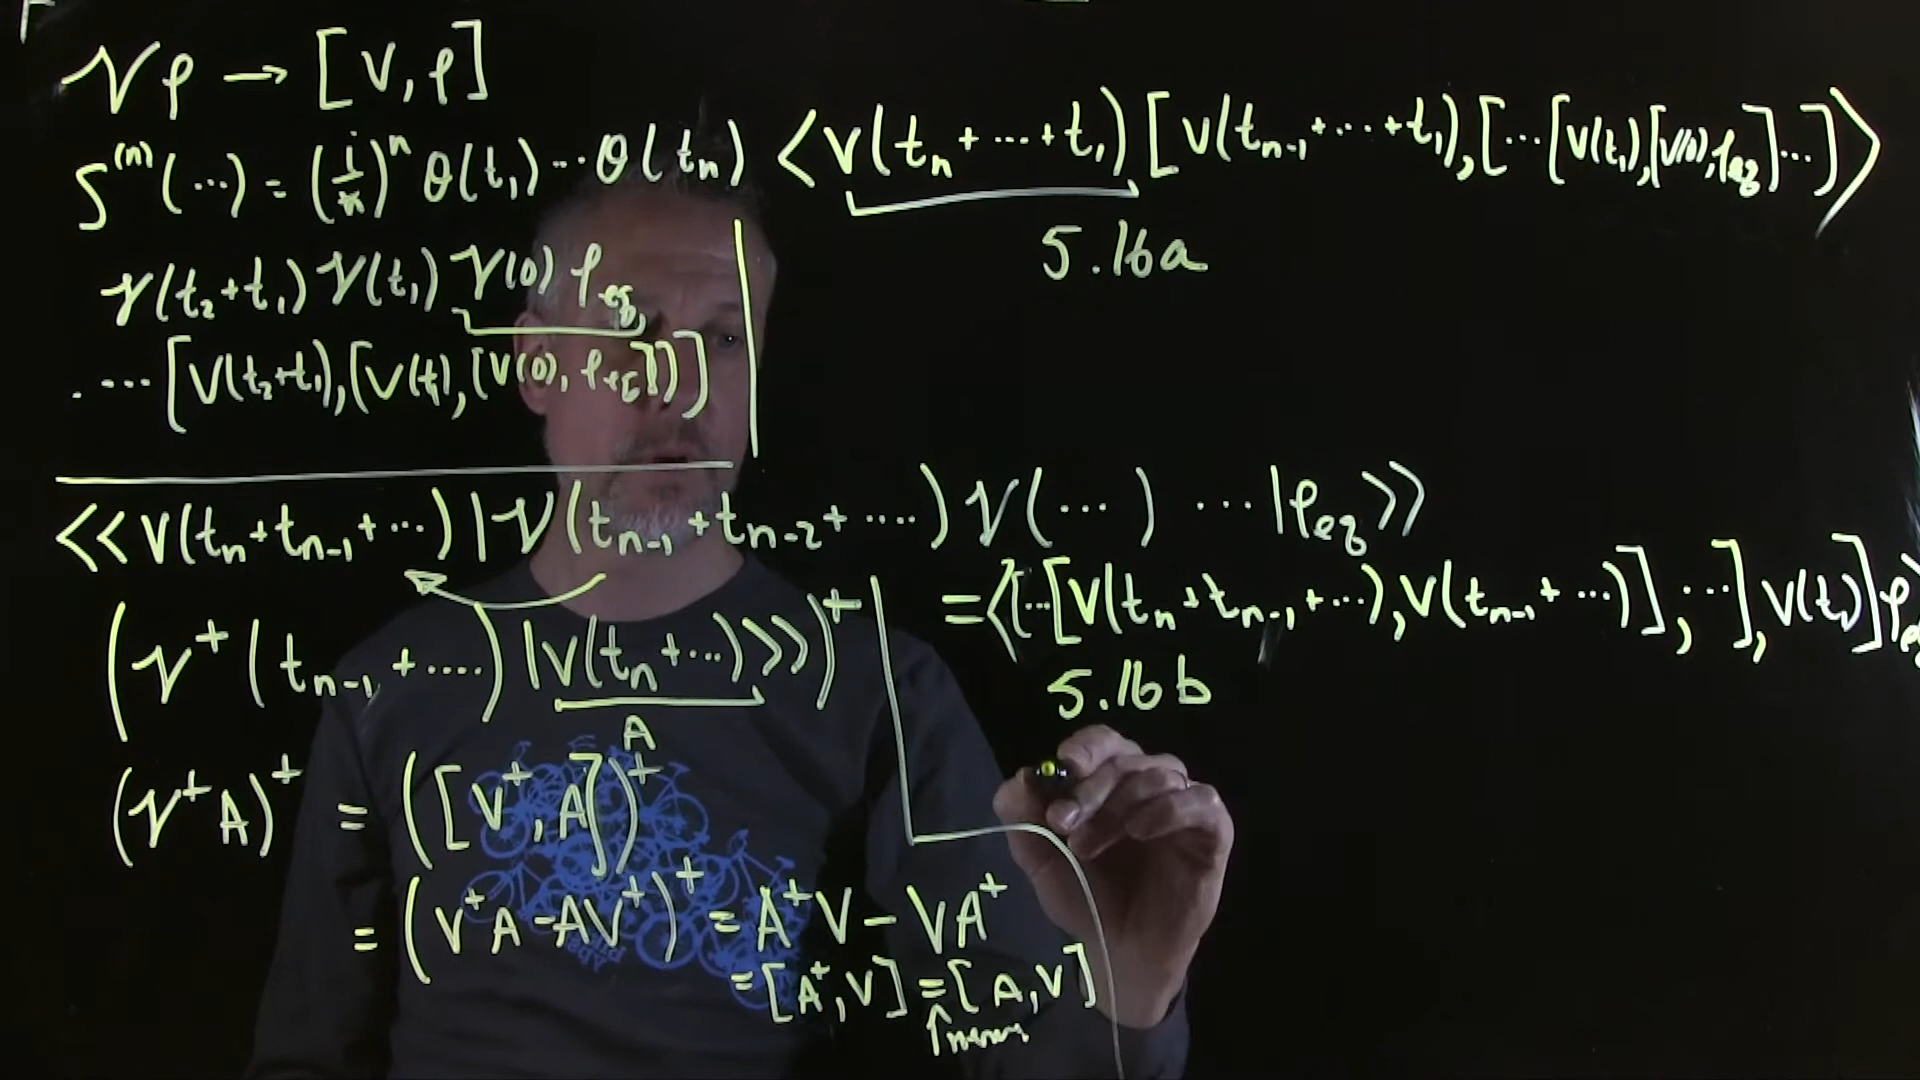 𝒱ρ → [V, ρ]
S⁽ⁿ⁾(⋯) = (i/ħ)ⁿ θ(t₁)⋯θ(tₙ) ⟨V(tₙ+⋯+t₁)[V(tₙ₋₁+⋯+t₁),[⋯[V(t₁),[V(0),ρ_eq]⋯]⟩
5.16a
𝒱(t₂+t₁)𝒱(t₁)𝒱(0)ρ_eq
⋯[V(t₂+t₁),[V(t₁),[V(0),ρ_eq]]]
<<V(tₙ+tₙ₋₁+⋯)|𝒱(tₙ₋₁+tₙ₋₂+⋯)𝒱(⋯) ⋯|ρ_eq>>
=⟨[⋯[V(tₙ+tₙ₋₁+⋯),V(tₙ₋₁+⋯)],⋯],V(t₁)]ρ_eq⟩
5.16b
(𝒱⁺(tₙ₋₁+⋯)|V(tₙ+⋯)>>)⁺
A
(𝒱⁺A)⁺ = ([V⁺,A])⁺
= (V⁺A-AV⁺)⁺ = A⁺V - VA⁺
= [A⁺,V] = [A,V]